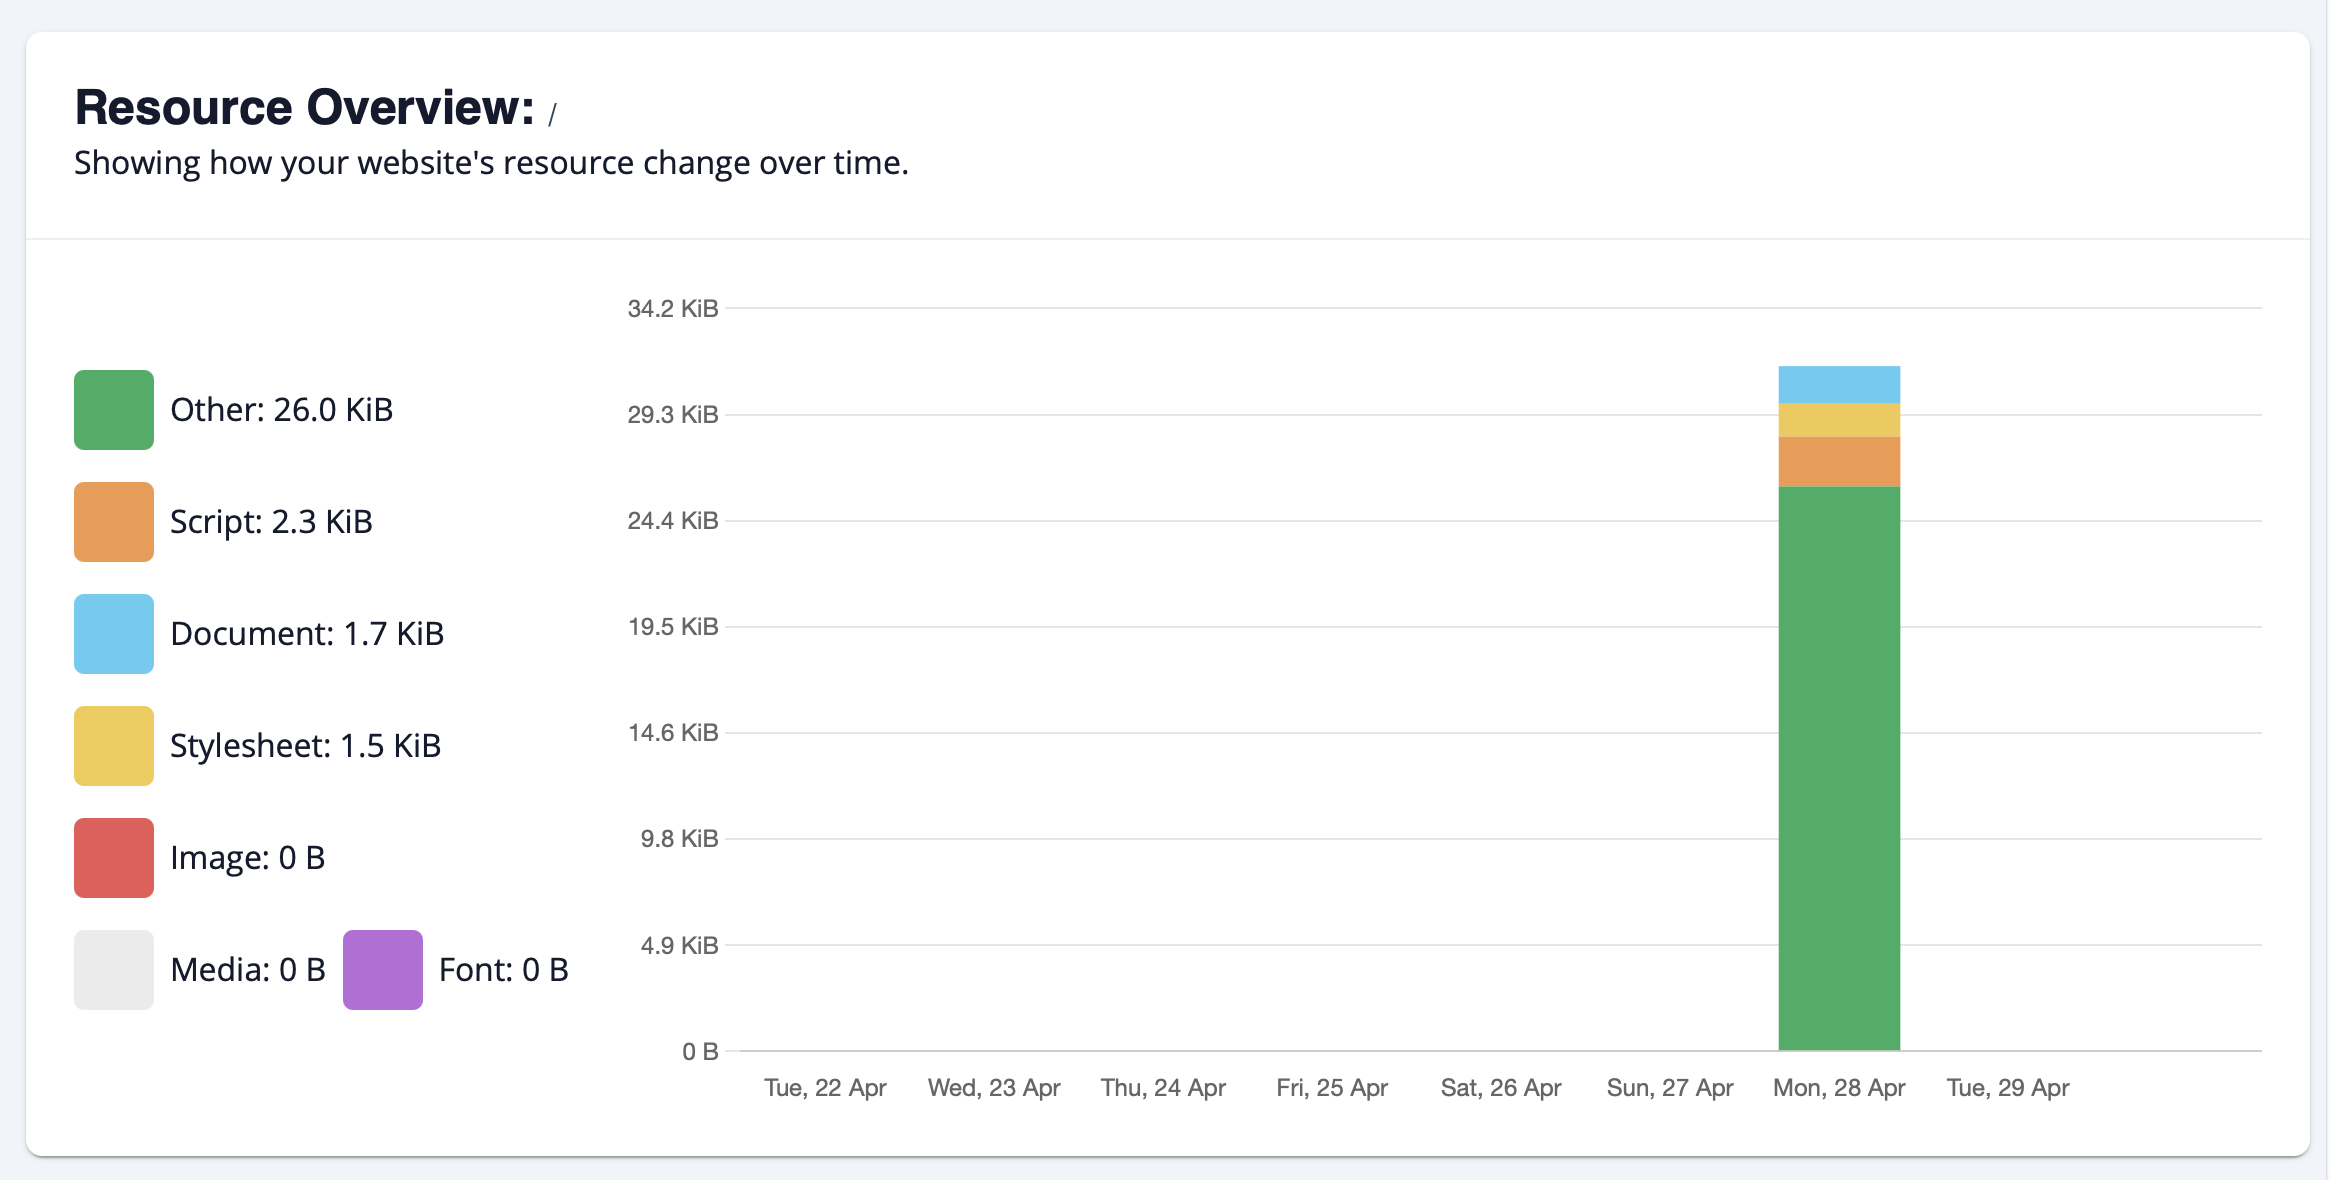 Resource Overview: /
Showing how your website's resource change over time.
Other: 26.0 KiB
Script: 2.3 KiB
Document: 1.7 KiB
Stylesheet: 1.5 KiB
Image: 0 B
Media: 0 B Font: 0 B
34.2 KiB
29.3 KiB
24.4 KiB
19.5 KiB
14.6 KiB
9.8 KiB
4.9 KiB
0 B
Tue, 22 Apr Wed, 23 Apr Thu, 24 Apr Fri, 25 Apr Sat, 26 Apr Sun, 27 Apr Mon, 28 Apr Tue, 29 Apr